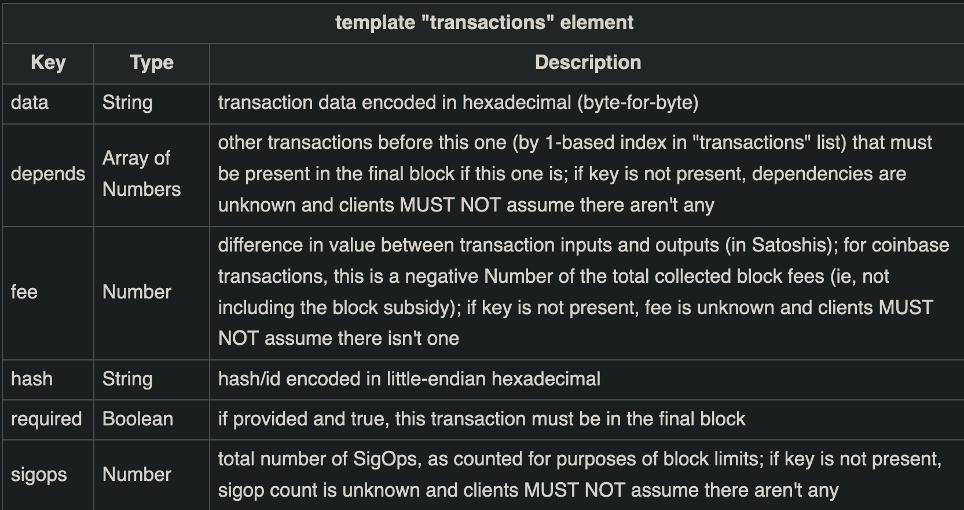 template "transactions" element
Key Type Description
data String transaction data encoded in hexadecimal (byte-for-byte)
depends Array of Numbers other transactions before this one (by 1-based index in "transactions" list) that must
be present in the final block if this one is; if key is not present, dependencies are
unknown and clients MUST NOT assume there aren't any
fee Number difference in value between transaction inputs and outputs (in Satoshis); for coinbase
transactions, this is a negative Number of the total collected block fees (ie, not
including the block subsidy); if key is not present, fee is unknown and clients MUST
NOT assume there isn't one
hash String hash/id encoded in little-endian hexadecimal
required Boolean if provided and true, this transaction must be in the final block
sigops Number total number of SigOps, as counted for purposes of block limits; if key is not present,
sigop count is unknown and clients MUST NOT assume there aren't any